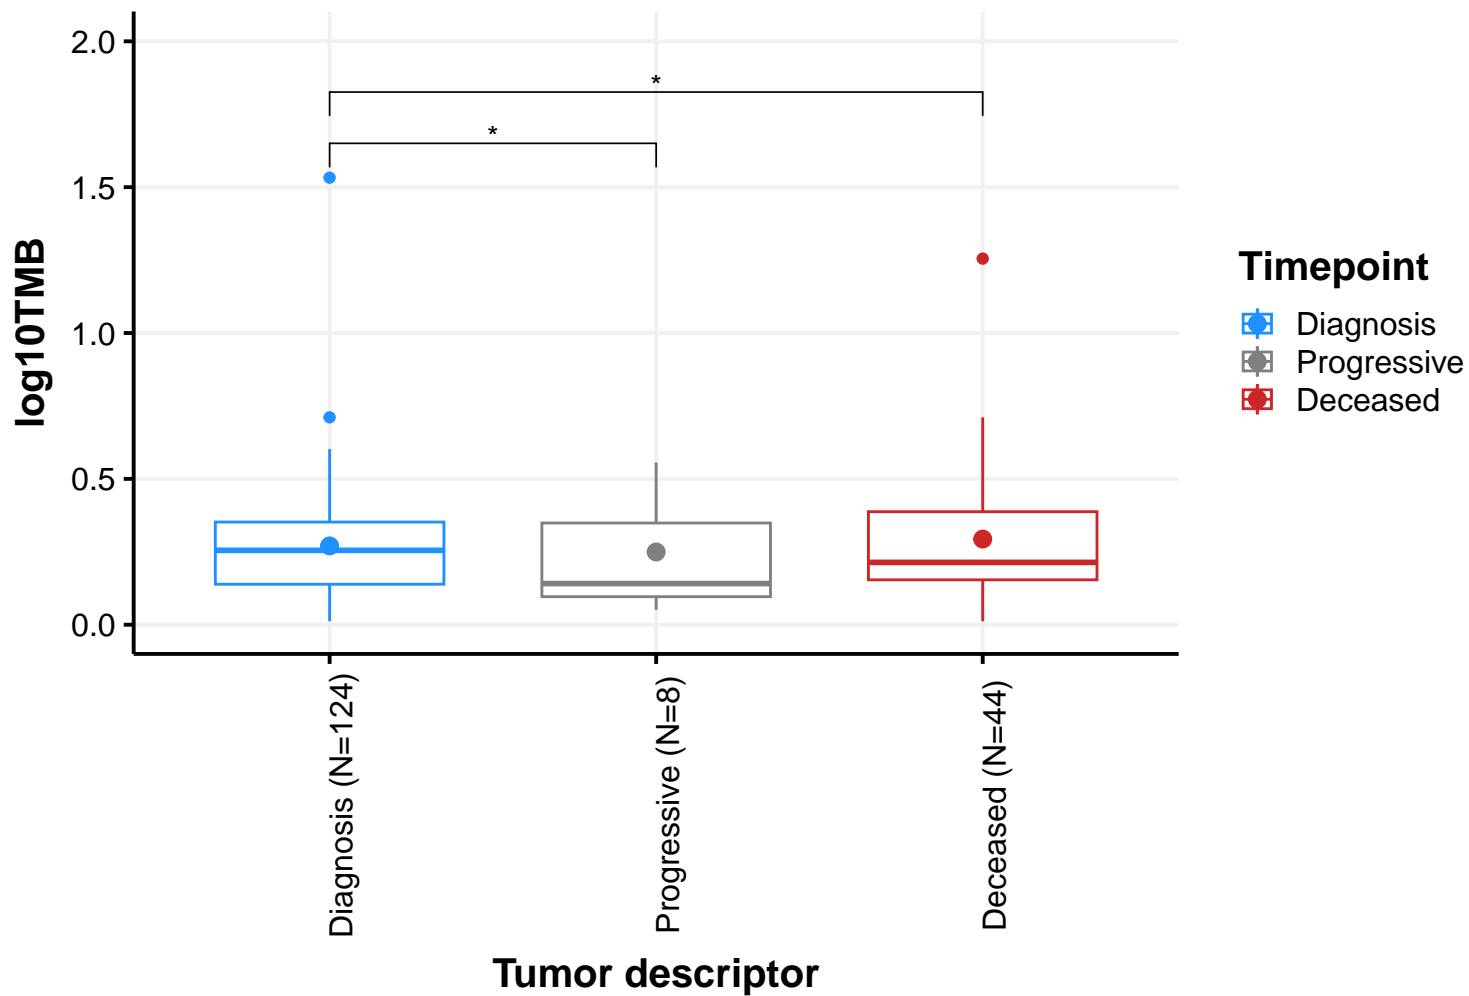 2.0
1.5
1.0
0.5
0.0
log10TMB
*
*
Diagnosis (N=124)
Progressive (N=8)
Deceased (N=44)
Tumor descriptor
Timepoint
Diagnosis
Progressive
Deceased